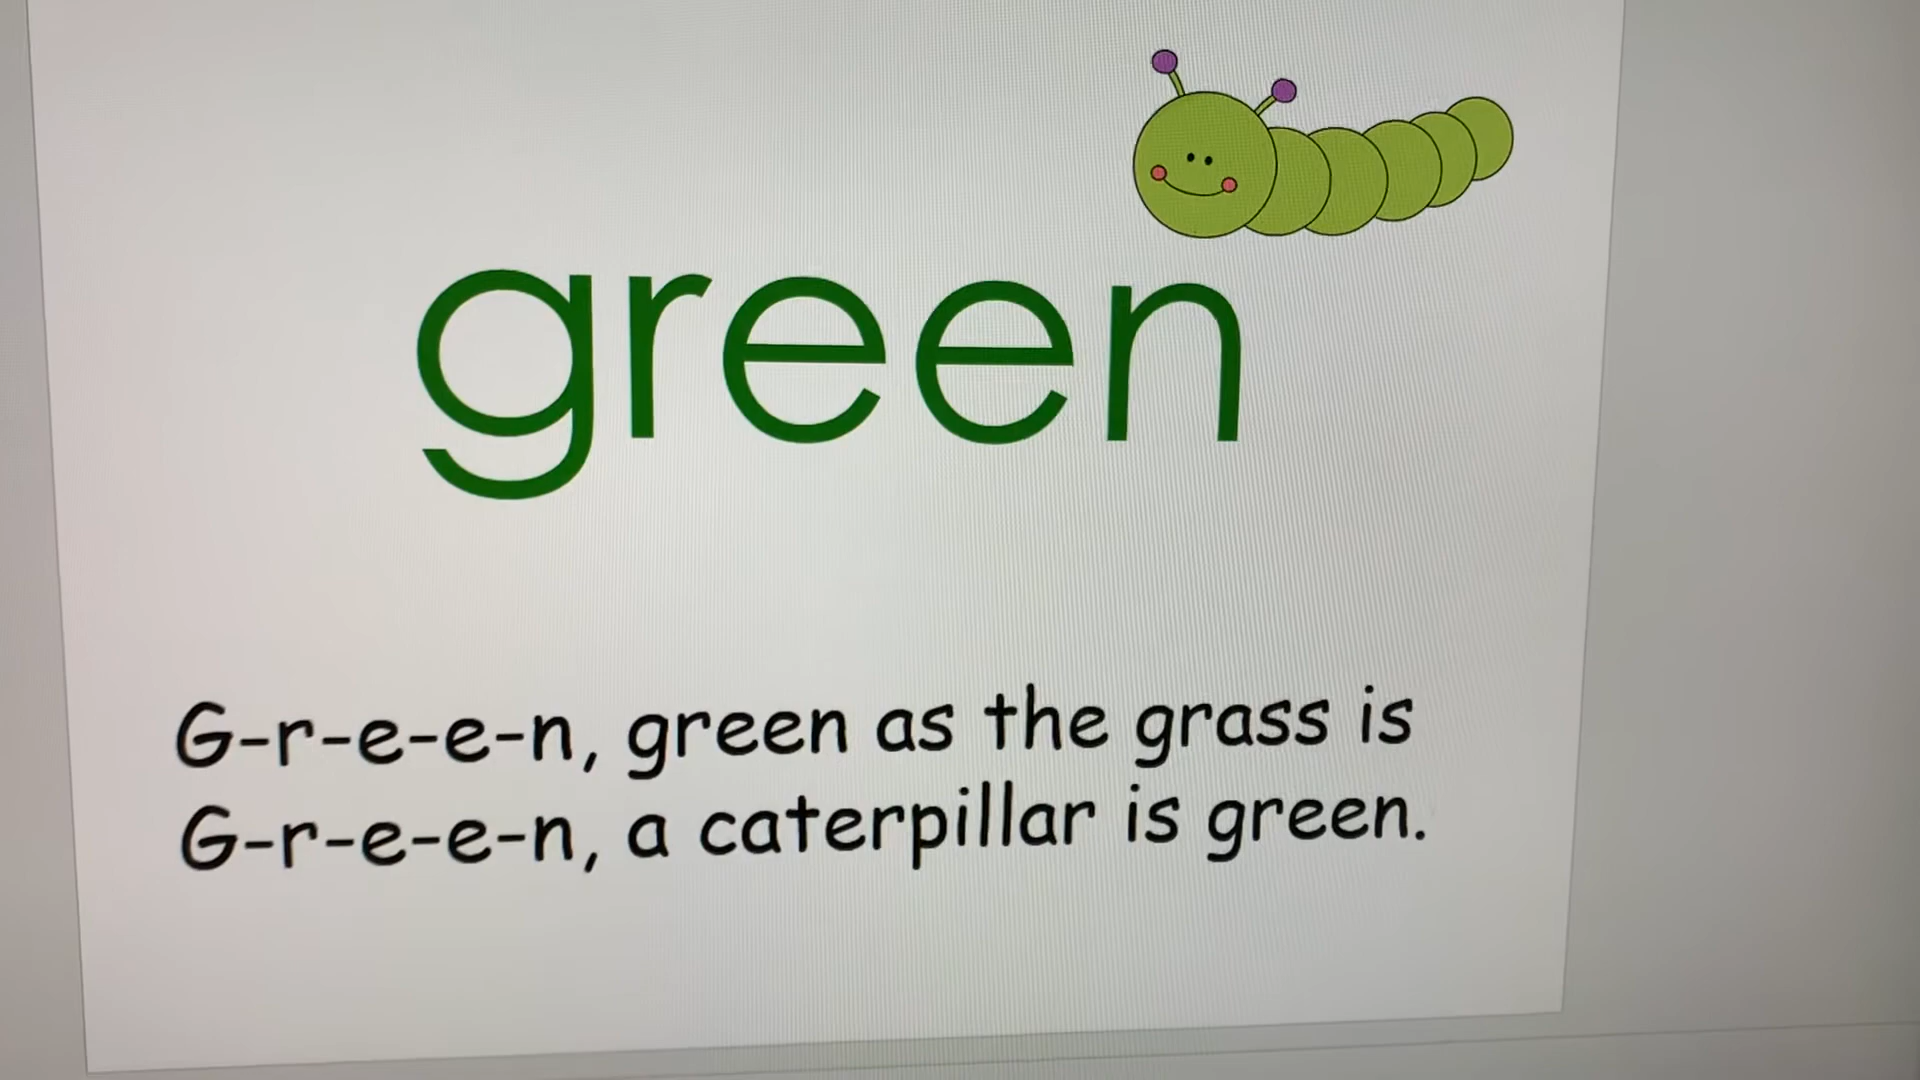 green
G-r-e-e-n, green as the grass is
G-r-e-e-n, a caterpillar is green.